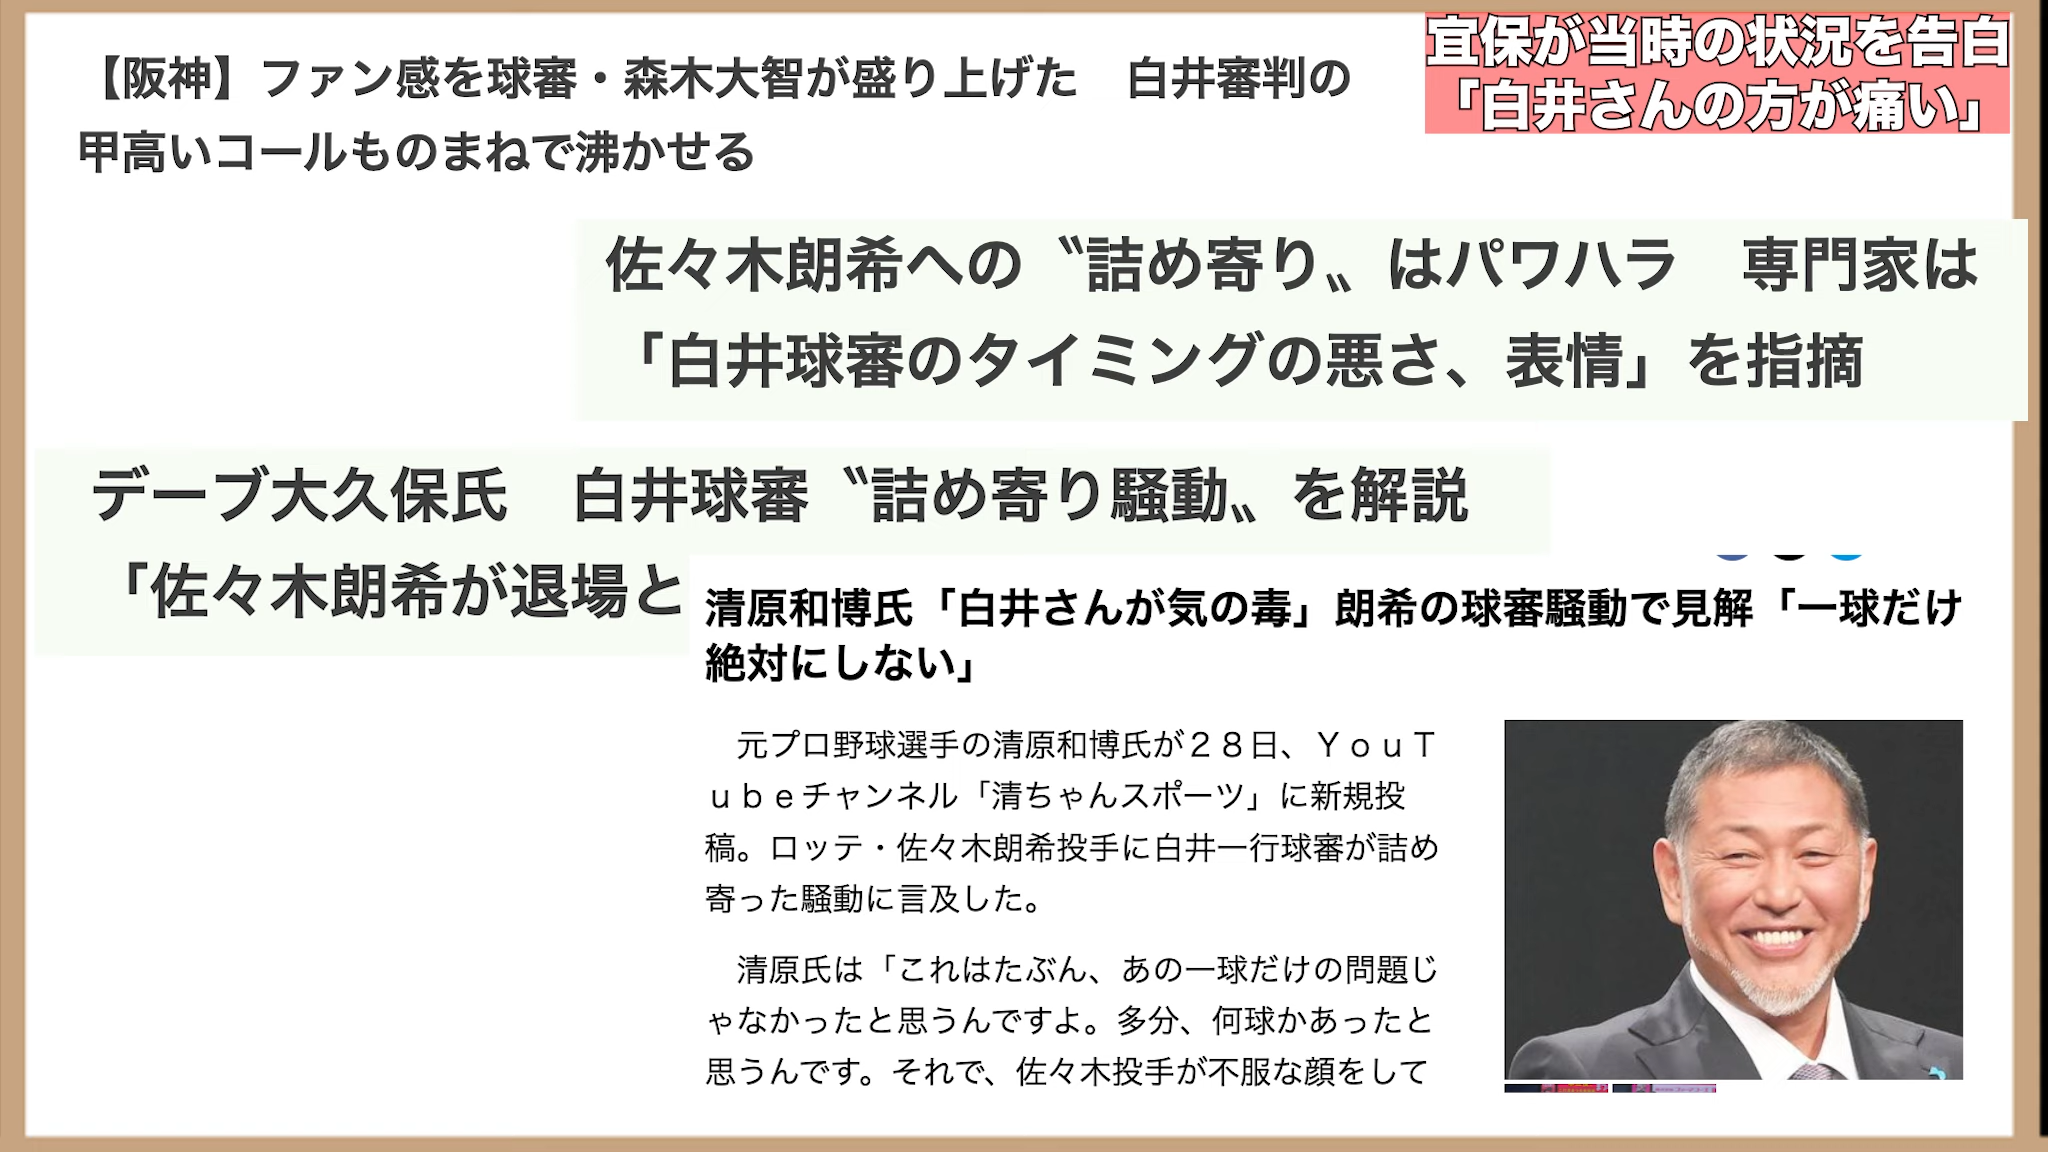 宜保が当時の状況を告白
「白井さんの方が痛い」
【阪神】ファン感を球審・森木大智が盛り上げた　白井審判の
甲高いコールものまねで沸かせる
佐々木朗希への〝詰め寄り〟はパワハラ　専門家は
「白井球審のタイミングの悪さ、表情」を指摘
デーブ大久保氏　白井球審〝詰め寄り騒動〟を解説
「佐々木朗希が退場と
清原和博氏「白井さんが気の毒」朗希の球審騒動で見解「一球だけ
絶対にしない」
　元プロ野球選手の清原和博氏が２８日、ＹｏｕＴ
ｕｂｅチャンネル「清ちゃんスポーツ」に新規投
稿。ロッテ・佐々木朗希投手に白井一行球審が詰め
寄った騒動に言及した。
　清原氏は「これはたぶん、あの一球だけの問題じ
ゃなかったと思うんですよ。多分、何球かあったと
思うんです。それで、佐々木投手が不服な顔をして